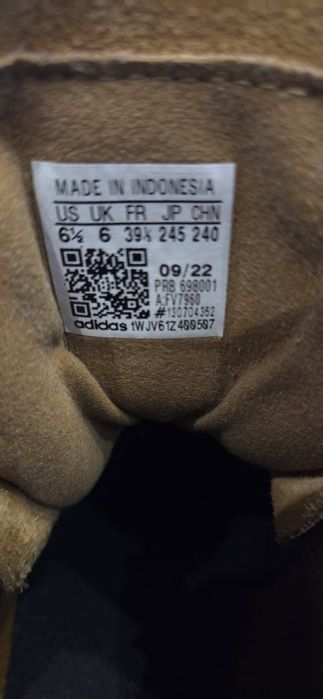 MADE IN INDONESIA
US UK FR JP CHN
6½ 6 39⅓ 245 240
09/22
PRB 698001
A:FV7960
#130704362
adidas tWJV61Z400507